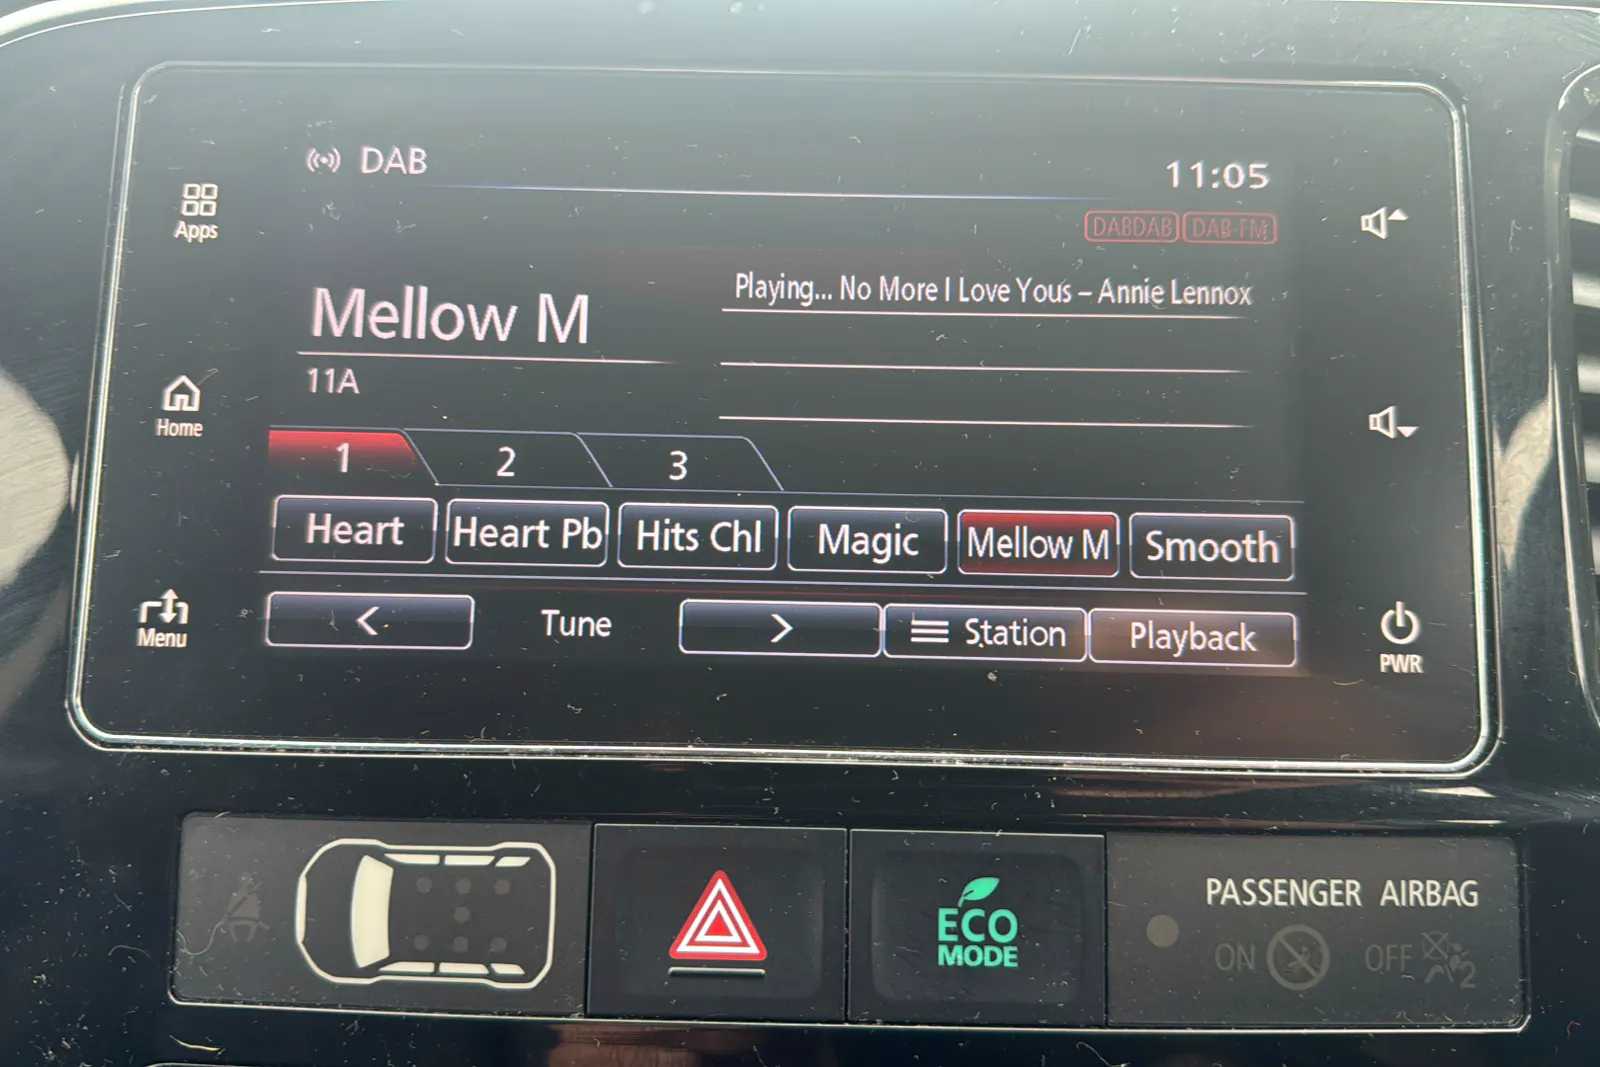 DAB
11:05
Apps
DABDAB DAB-FM
Playing... No More I Love Yous – Annie Lennox
Mellow M
11A
Home
1 2 3
Heart Heart Pb Hits Chl Magic Mellow M Smooth
< Tune > Station Playback
Menu
PWR
ECO
MODE
PASSENGER AIRBAG
ON OFF
2